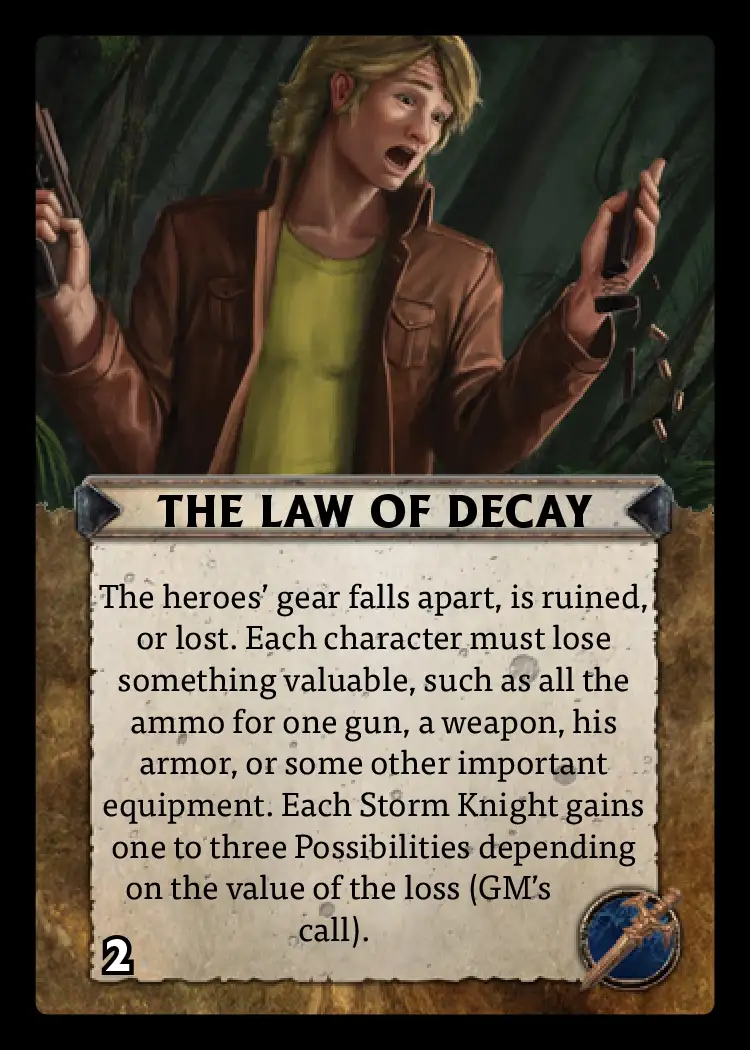 THE LAW OF DECAY
The heroes’ gear falls apart, is ruined,
or lost. Each character must lose
something valuable, such as all the
ammo for one gun, a weapon, his
armor, or some other important
equipment. Each Storm Knight gains
one to three Possibilities depending
on the value of the loss (GM’s
call).
2